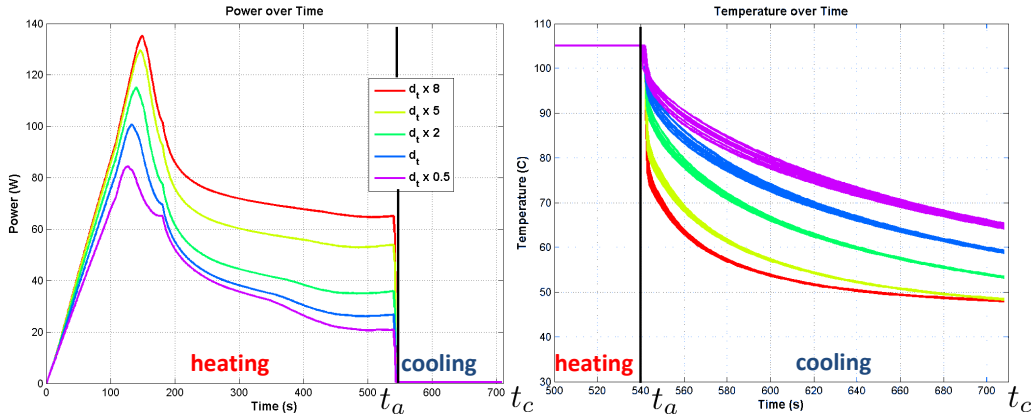 Power over Time
140
120
100
80
60
40
20
0
Power (W)
d_t x 8
d_t x 5
d_t x 2
d_t
d_t x 0.5
heating
cooling
0 100 200 300 400 500 600 700
Time (s)
t_a
t_c
Temperature over Time
110
100
90
80
70
60
50
40
30
Temperature (C)
heating
cooling
500 520 540 560 580 600 620 640 660 680 700
Time (s)
t_a
t_c